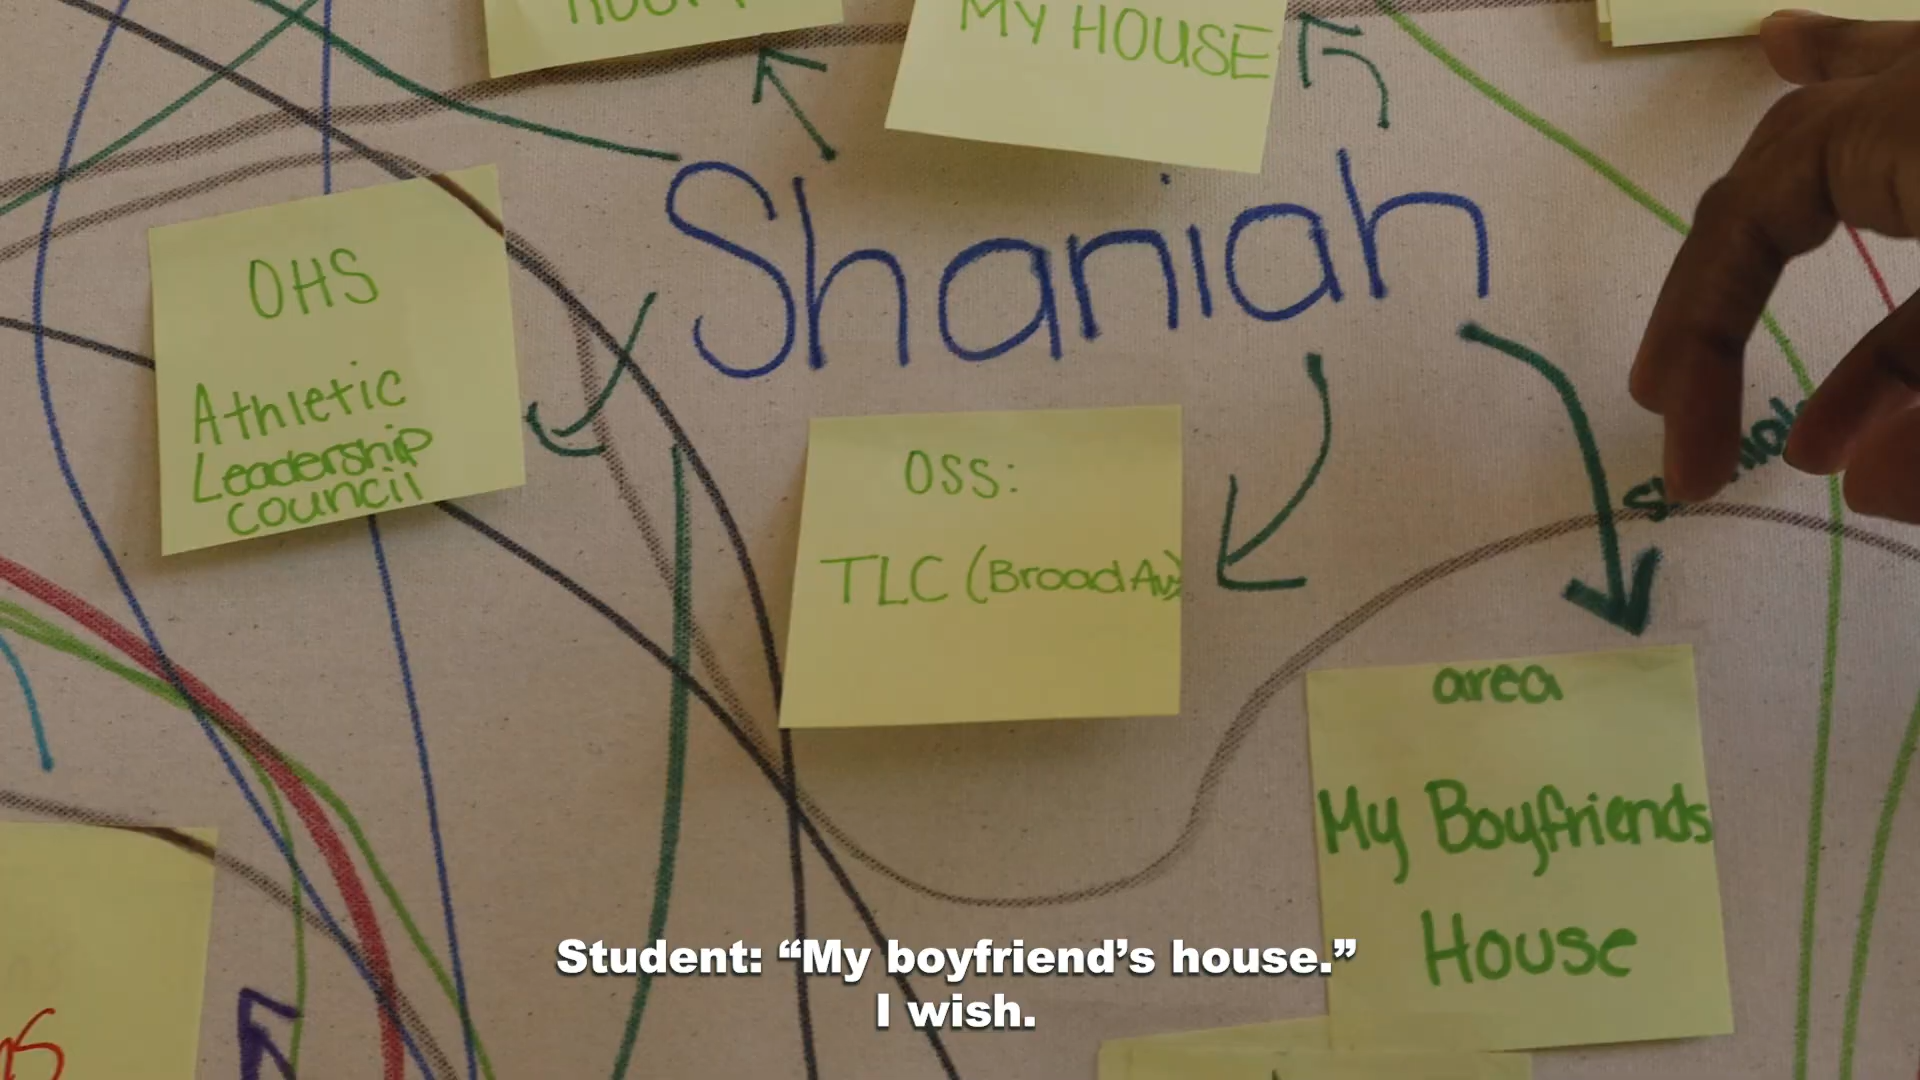 MY HOUSE
Shaniah
OHS
Athletic
Leadership
council
OSS:
TLC (Broad Av)
area
My Boyfriends
House
Student: “My boyfriend’s house.”
I wish.